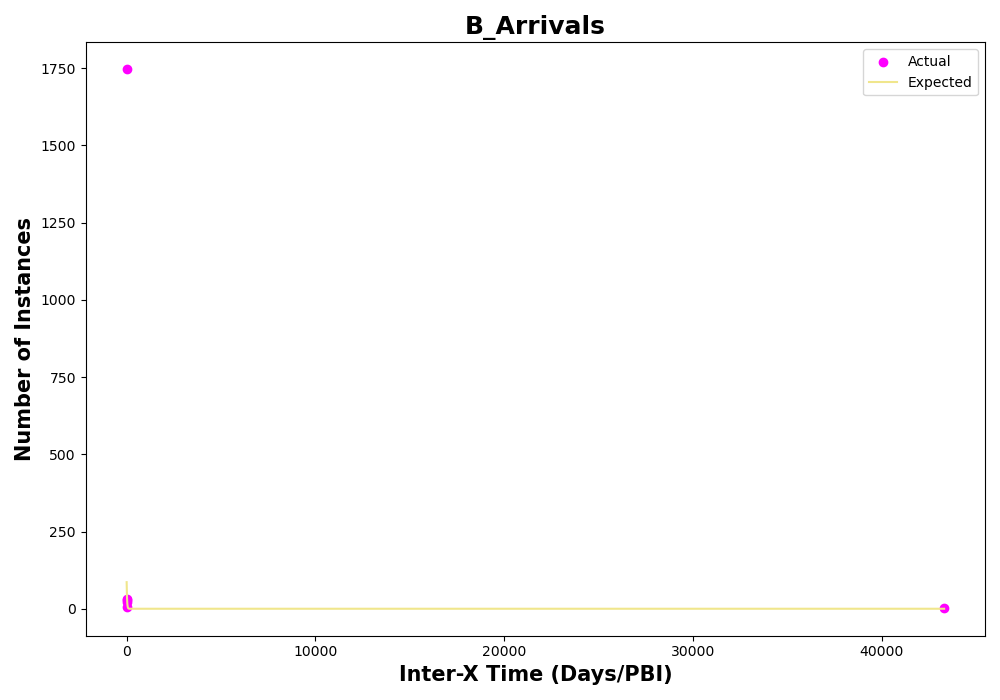 B_Arrivals
Actual
Expected
Number of Instances
1750
1500
1250
1000
750
500
250
0
0
10000
20000
30000
40000
Inter-X Time (Days/PBI)